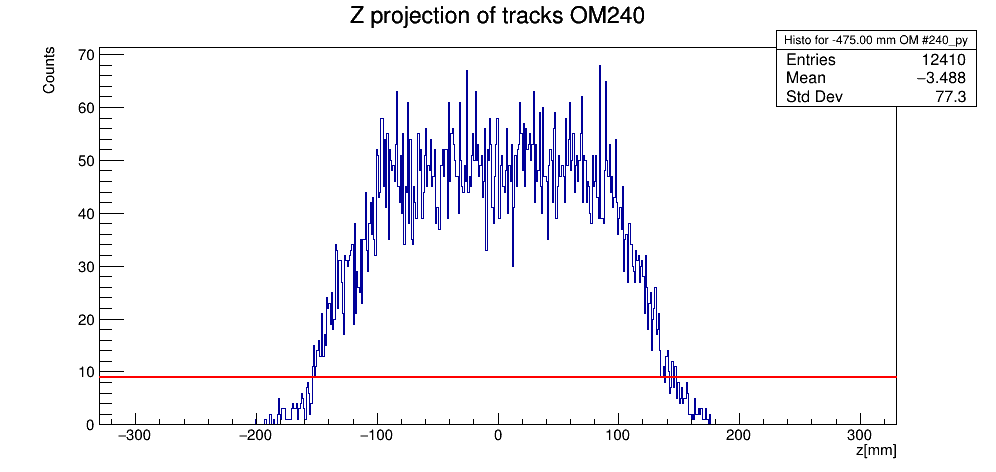 Z projection of tracks OM240
Histo for -475.00 mm OM #240_py
Entries 12410
Mean −3.488
Std Dev 77.3
Counts
70
60
50
40
30
20
10
0
−300 −200 −100 0 100 200 300
z[mm]